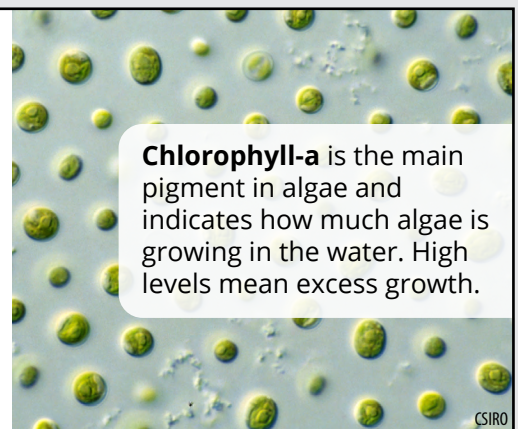 Chlorophyll-a is the main
pigment in algae and
indicates how much algae is
growing in the water. High
levels mean excess growth.
CSIRO